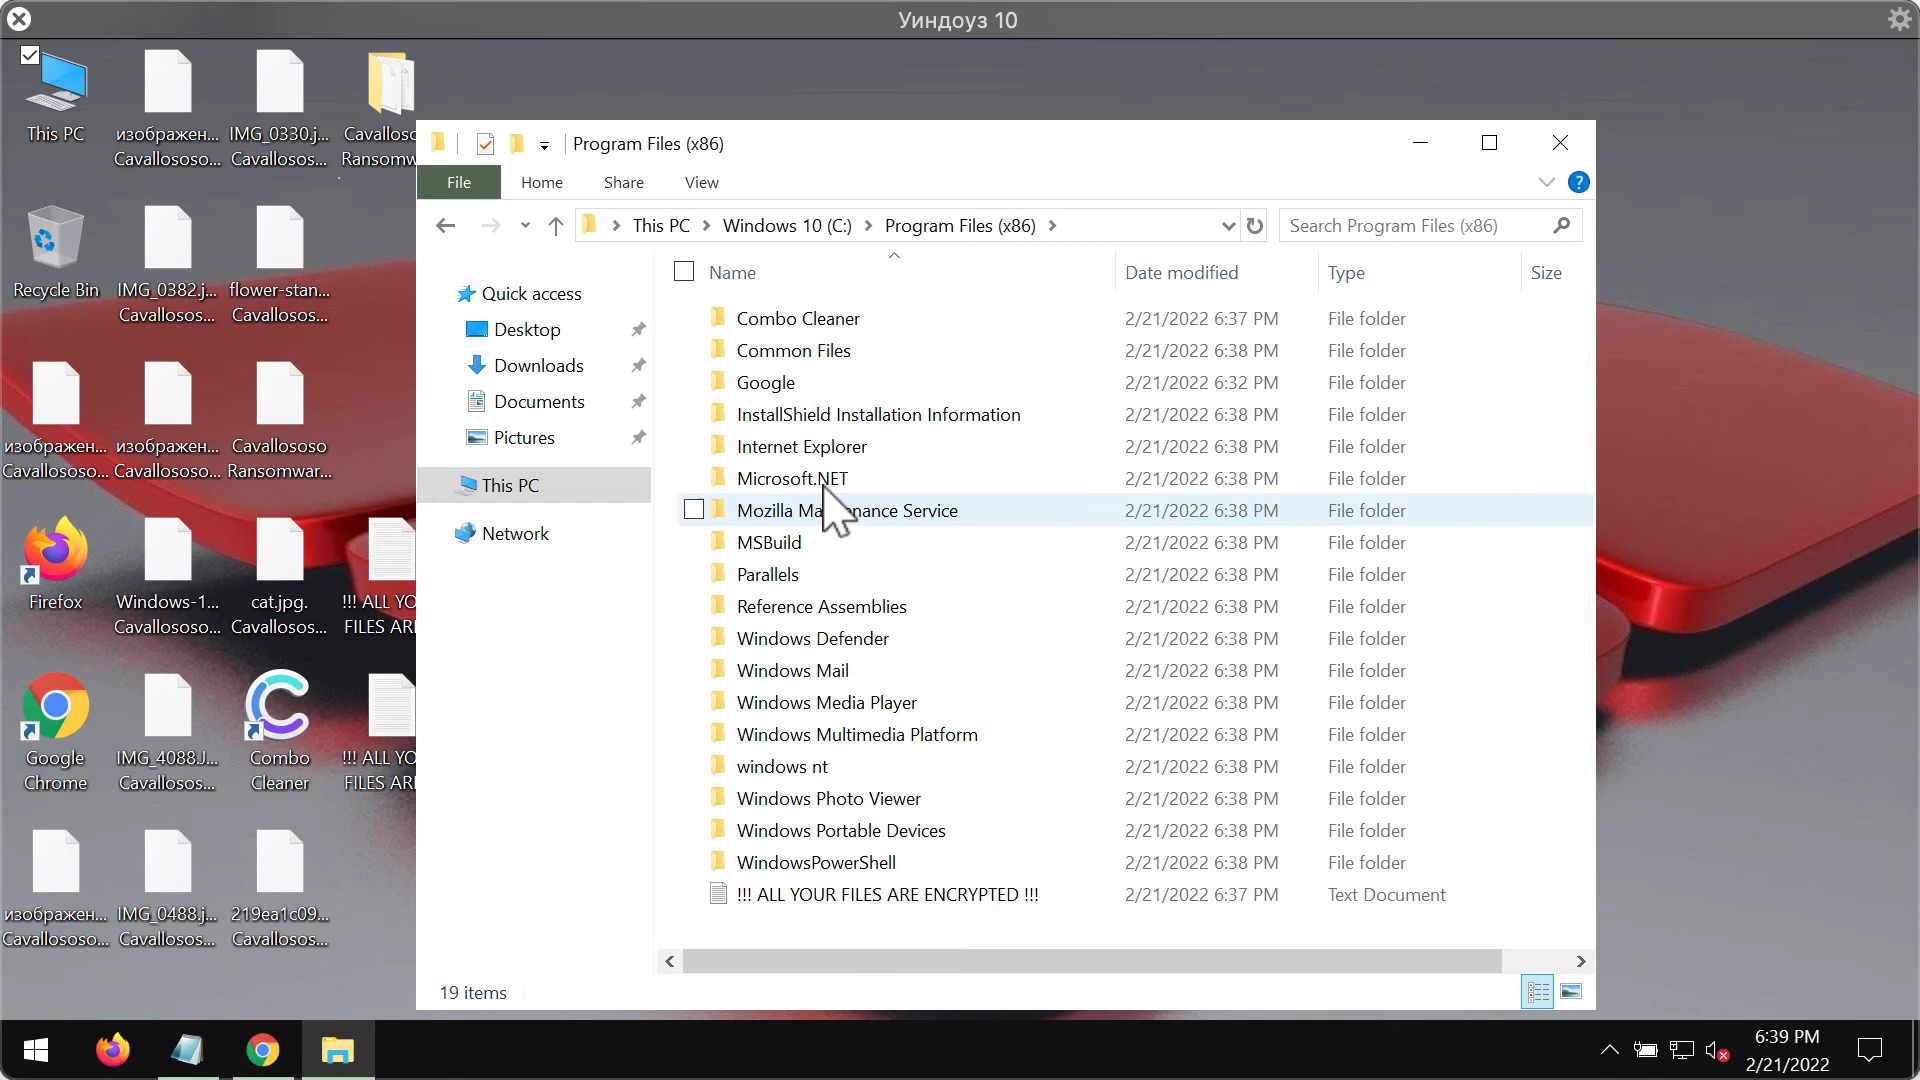 Уиндоуз 10
This PC
изображен...
Cavallososo...
IMG_0330.j...
Cavallosos...
Cavalloso
Ransomw
Recycle Bin
IMG_0382.j...
Cavallosos...
flower-stan...
Cavallosos...
изображен...
Cavallososo...
изображен...
Cavallososo...
Cavallososo
Ransomwar...
Firefox
Windows-1...
Cavallososo...
cat.jpg.
Cavallosos...
!!! ALL YO
FILES ARE
Google
Chrome
IMG_4088.J...
Cavallosos...
Combo
Cleaner
!!! ALL YO
FILES ARE
изображен...
Cavallososo...
IMG_0488.j...
Cavallosos...
219ea1c09...
Cavallosos...
Program Files (x86)
File Home Share View
This PC Windows 10 (C:) Program Files (x86)
Search Program Files (x86)
Quick access
Desktop
Downloads
Documents
Pictures
This PC
Network
Name Date modified Type Size
Combo Cleaner 2/21/2022 6:37 PM File folder
Common Files 2/21/2022 6:38 PM File folder
Google 2/21/2022 6:32 PM File folder
InstallShield Installation Information 2/21/2022 6:38 PM File folder
Internet Explorer 2/21/2022 6:38 PM File folder
Microsoft.NET 2/21/2022 6:38 PM File folder
Mozilla Maintenance Service 2/21/2022 6:38 PM File folder
MSBuild 2/21/2022 6:38 PM File folder
Parallels 2/21/2022 6:38 PM File folder
Reference Assemblies 2/21/2022 6:38 PM File folder
Windows Defender 2/21/2022 6:38 PM File folder
Windows Mail 2/21/2022 6:38 PM File folder
Windows Media Player 2/21/2022 6:38 PM File folder
Windows Multimedia Platform 2/21/2022 6:38 PM File folder
windows nt 2/21/2022 6:38 PM File folder
Windows Photo Viewer 2/21/2022 6:38 PM File folder
Windows Portable Devices 2/21/2022 6:38 PM File folder
WindowsPowerShell 2/21/2022 6:38 PM File folder
!!! ALL YOUR FILES ARE ENCRYPTED !!! 2/21/2022 6:37 PM Text Document
19 items
6:39 PM
2/21/2022